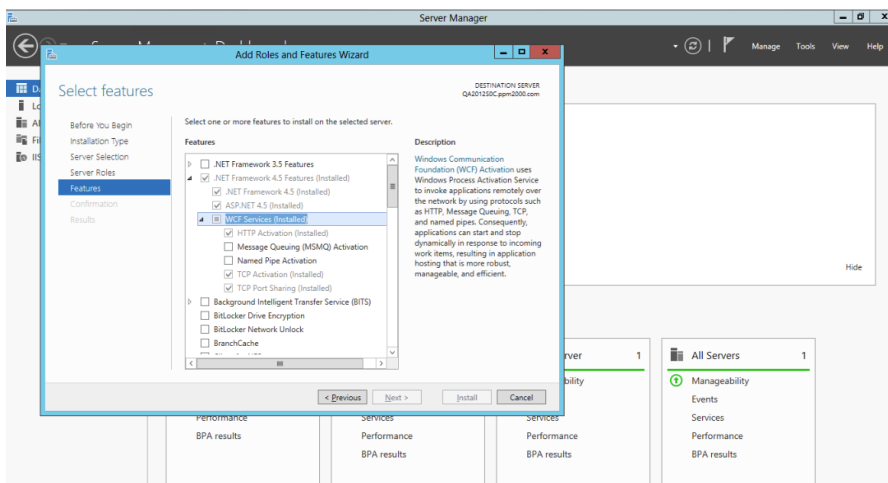 Server Manager
Manage Tools View Help
Add Roles and Features Wizard
Select features
DESTINATION SERVER
QA2012SOC.ppm2000.com
Before You Begin
Installation Type
Server Selection
Server Roles
Features
Confirmation
Results
Select one or more features to install on the selected server.
Features
.NET Framework 3.5 Features
.NET Framework 4.5 Features (Installed)
.NET Framework 4.5 (Installed)
ASP.NET 4.5 (Installed)
WCF Services (Installed)
HTTP Activation (Installed)
Message Queuing (MSMQ) Activation
Named Pipe Activation
TCP Activation (Installed)
TCP Port Sharing (Installed)
Background Intelligent Transfer Service (BITS)
BitLocker Drive Encryption
BitLocker Network Unlock
BranchCache
Description
Windows Communication
Foundation (WCF) Activation uses
Windows Process Activation Service
to invoke applications remotely over
the network by using protocols such
as HTTP, Message Queuing, TCP,
and named pipes. Consequently,
applications can start and stop
dynamically in response to incoming
work items, resulting in application
hosting that is more robust,
manageable, and efficient.
< Previous Next > Install Cancel
Hide
1
All Servers 1
Manageability
Events
Services
Performance
BPA results
Performance
BPA results
Services
Performance
BPA results
Services
Performance
BPA results